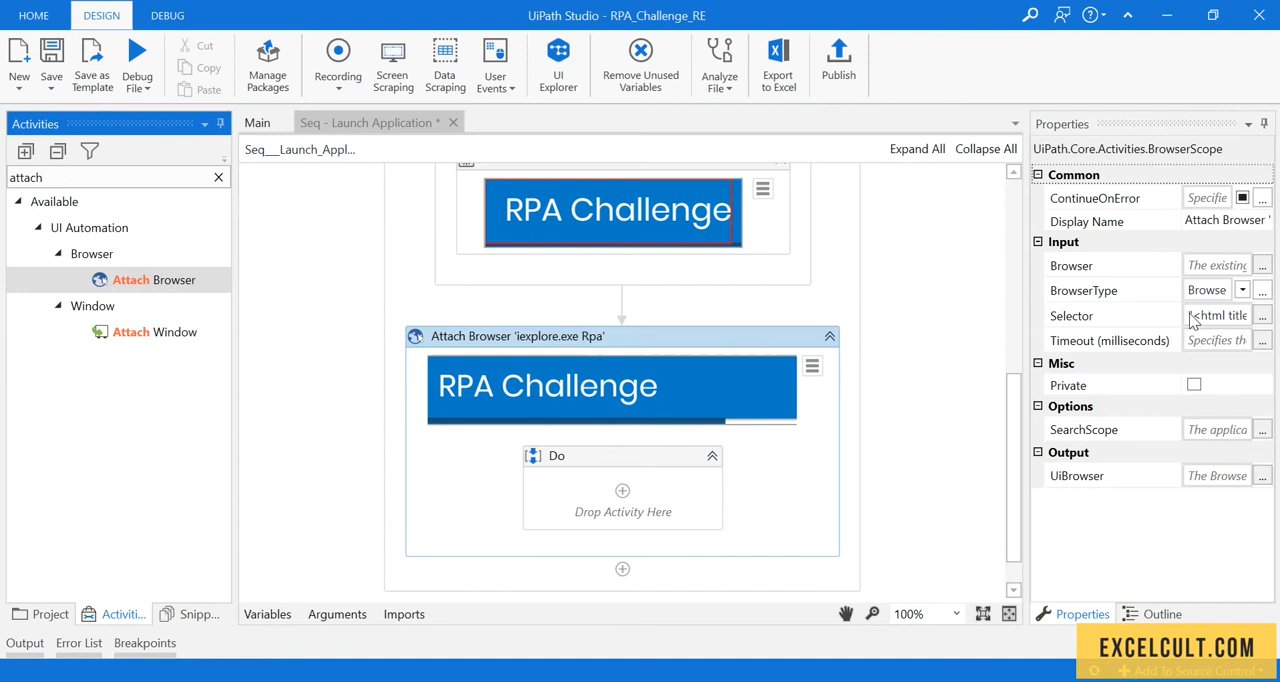 HOME DESIGN DEBUG UiPath Studio - RPA_Challenge_RE
New Save Save as Template Debug File Cut Copy Paste Manage Packages Recording Screen Scraping Data Scraping User Events UI Explorer Remove Unused Variables Analyze File Export to Excel Publish
Activities
attach
Available
UI Automation
Browser
Attach Browser
Window
Attach Window
Project Activiti... Snipp...
Main Seq - Launch Application *
Seq___Launch_Appl... Expand All Collapse All
RPA Challenge
Attach Browser 'iexplore.exe Rpa'
RPA Challenge
Do
Drop Activity Here
Variables Arguments Imports 100%
Properties
UiPath.Core.Activities.BrowserScope
Common
ContinueOnError Specifie ...
Display Name Attach Browser '
Input
Browser The existing ...
BrowserType Browse ...
Selector "<html title ...
Timeout (milliseconds) Specifies th ...
Misc
Private
Options
SearchScope The applica ...
Output
UiBrowser The Browse ...
Properties Outline
Output Error List Breakpoints
EXCELCULT.COM
Add To Source Control